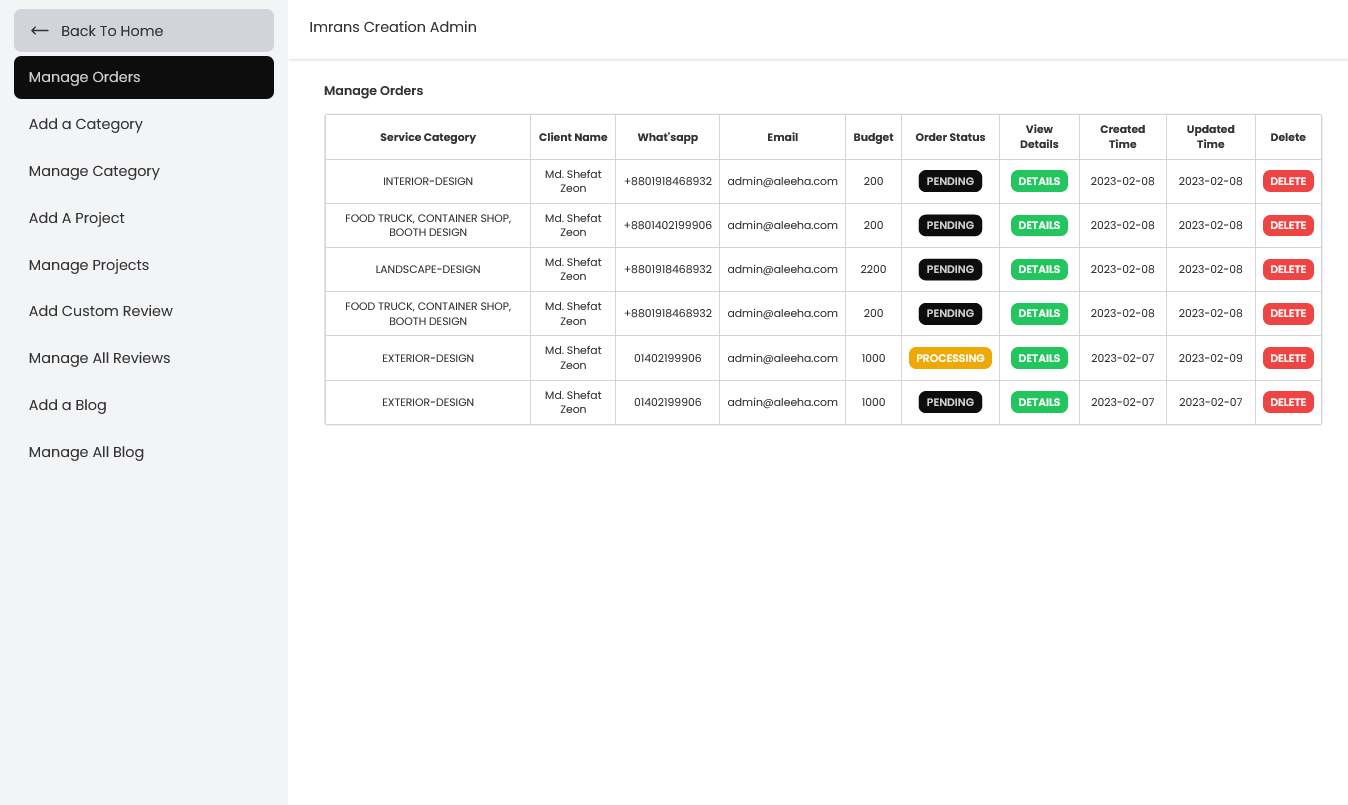 Back To Home
Manage Orders
Add a Category
Manage Category
Add A Project
Manage Projects
Add Custom Review
Manage All Reviews
Add a Blog
Manage All Blog
Imrans Creation Admin
Manage Orders
Service Category Client Name What'sapp Email Budget Order Status View Details Created Time Updated Time Delete
INTERIOR-DESIGN Md. Shefat Zeon +8801918468932 admin@aleeha.com 200 PENDING DETAILS 2023-02-08 2023-02-08 DELETE
FOOD TRUCK, CONTAINER SHOP, BOOTH DESIGN Md. Shefat Zeon +8801402199906 admin@aleeha.com 200 PENDING DETAILS 2023-02-08 2023-02-08 DELETE
LANDSCAPE-DESIGN Md. Shefat Zeon +8801918468932 admin@aleeha.com 2200 PENDING DETAILS 2023-02-08 2023-02-08 DELETE
FOOD TRUCK, CONTAINER SHOP, BOOTH DESIGN Md. Shefat Zeon +8801918468932 admin@aleeha.com 200 PENDING DETAILS 2023-02-08 2023-02-08 DELETE
EXTERIOR-DESIGN Md. Shefat Zeon 01402199906 admin@aleeha.com 1000 PROCESSING DETAILS 2023-02-07 2023-02-09 DELETE
EXTERIOR-DESIGN Md. Shefat Zeon 01402199906 admin@aleeha.com 1000 PENDING DETAILS 2023-02-07 2023-02-07 DELETE